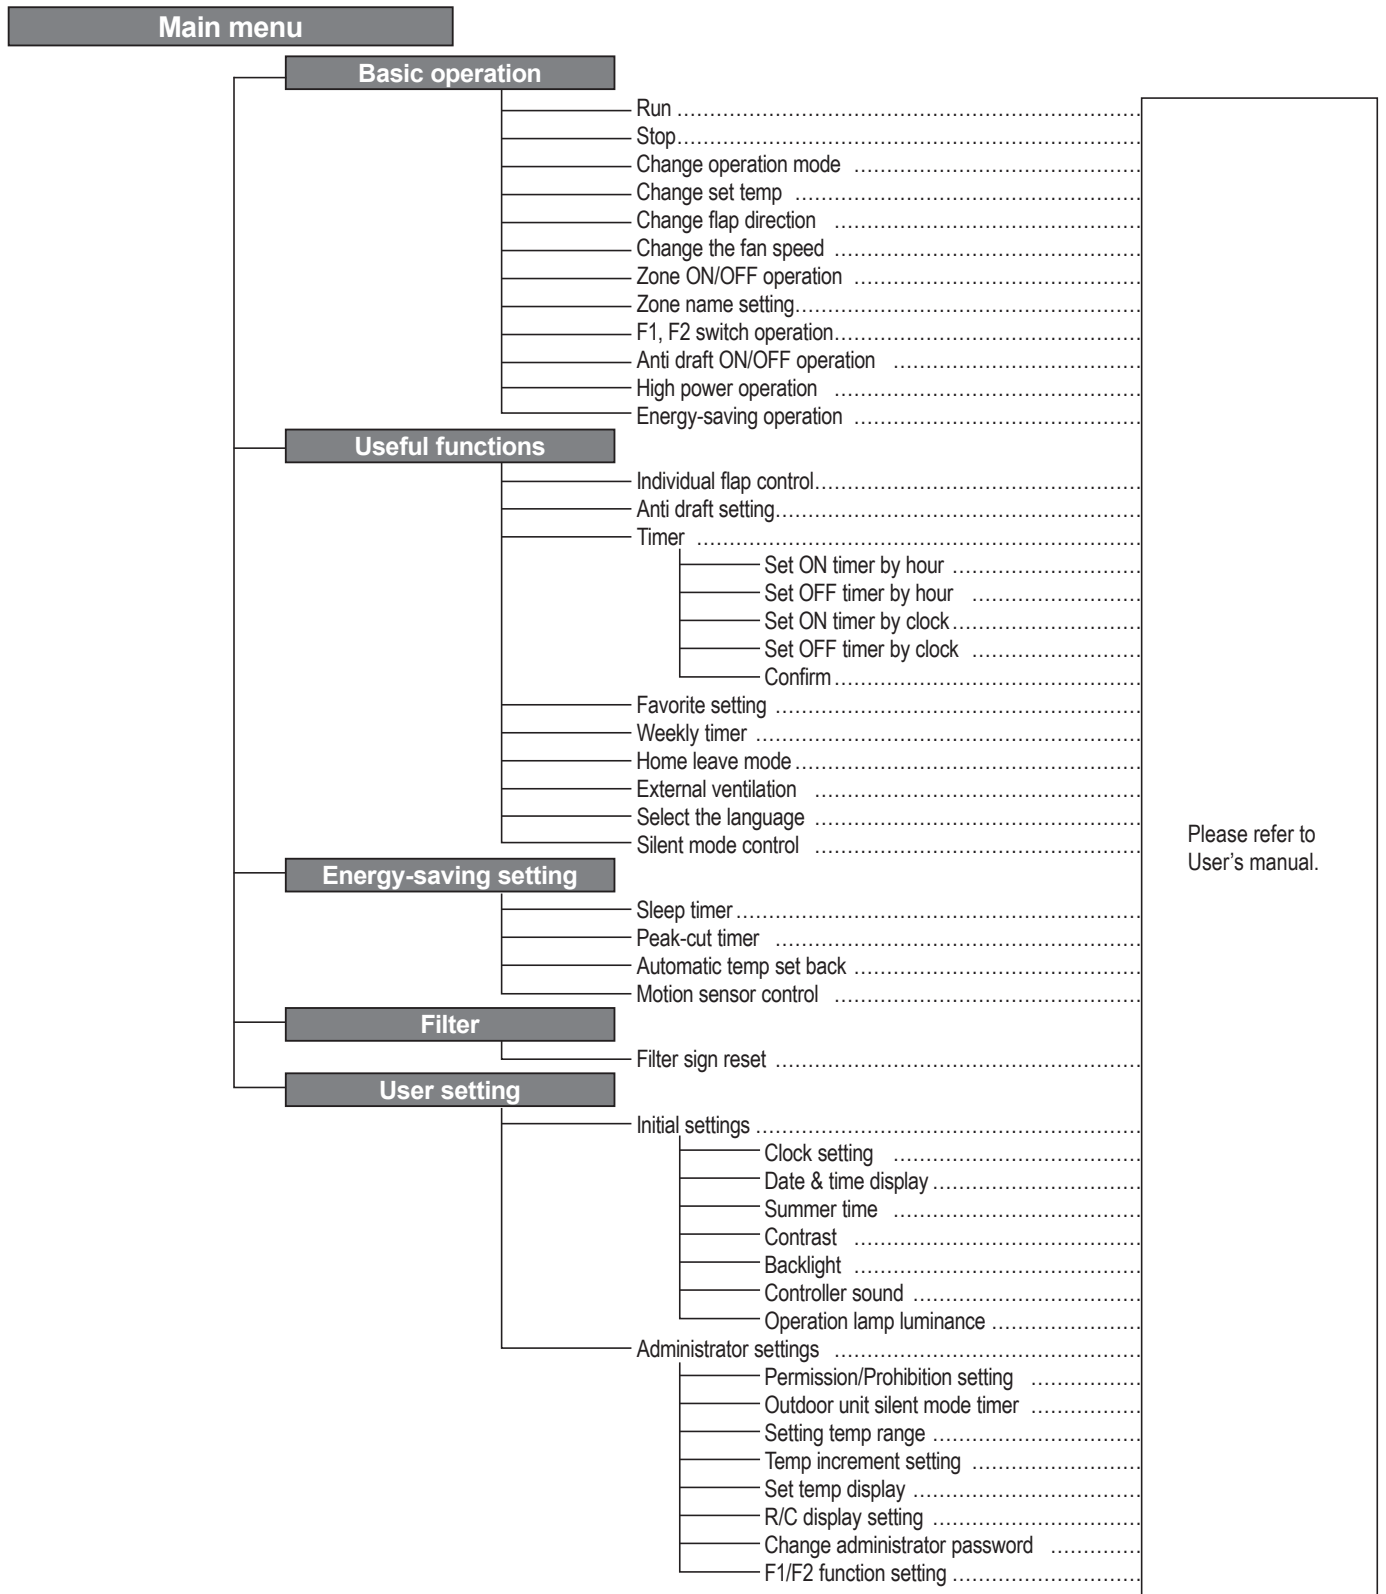 Main menu
Basic operation
Run
Stop
Change operation mode
Change set temp
Change flap direction
Change the fan speed
Zone ON/OFF operation
Zone name setting
F1, F2 switch operation
Anti draft ON/OFF operation
High power operation
Energy-saving operation
Useful functions
Individual flap control
Anti draft setting
Timer
Set ON timer by hour
Set OFF timer by hour
Set ON timer by clock
Set OFF timer by clock
Confirm
Favorite setting
Weekly timer
Home leave mode
External ventilation
Select the language
Silent mode control
Energy-saving setting
Sleep timer
Peak-cut timer
Automatic temp set back
Motion sensor control
Filter
Filter sign reset
User setting
Initial settings
Clock setting
Date & time display
Summer time
Contrast
Backlight
Controller sound
Operation lamp luminance
Administrator settings
Permission/Prohibition setting
Outdoor unit silent mode timer
Setting temp range
Temp increment setting
Set temp display
R/C display setting
Change administrator password
F1/F2 function setting
Please refer to
User’s manual.